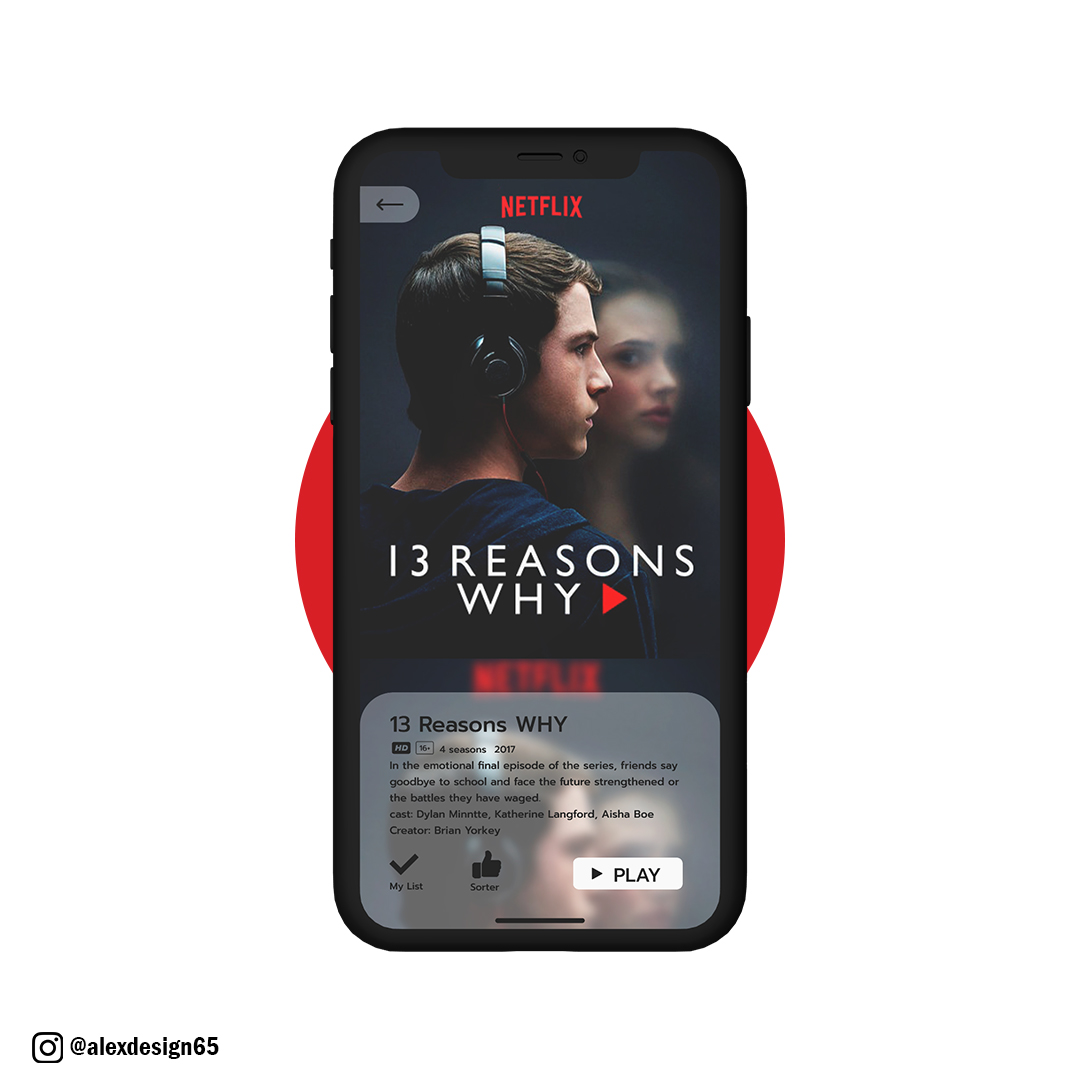 NETFLIX
13 REASONS
WHY
NETFLIX
13 Reasons WHY
HD 16+ 4 seasons 2017
In the emotional final episode of the series, friends say
goodbye to school and face the future strengthened or
the battles they have waged.
cast: Dylan Minntte, Katherine Langford, Aisha Boe
Creator: Brian Yorkey
My List
Sorter
PLAY
@alexdesign65